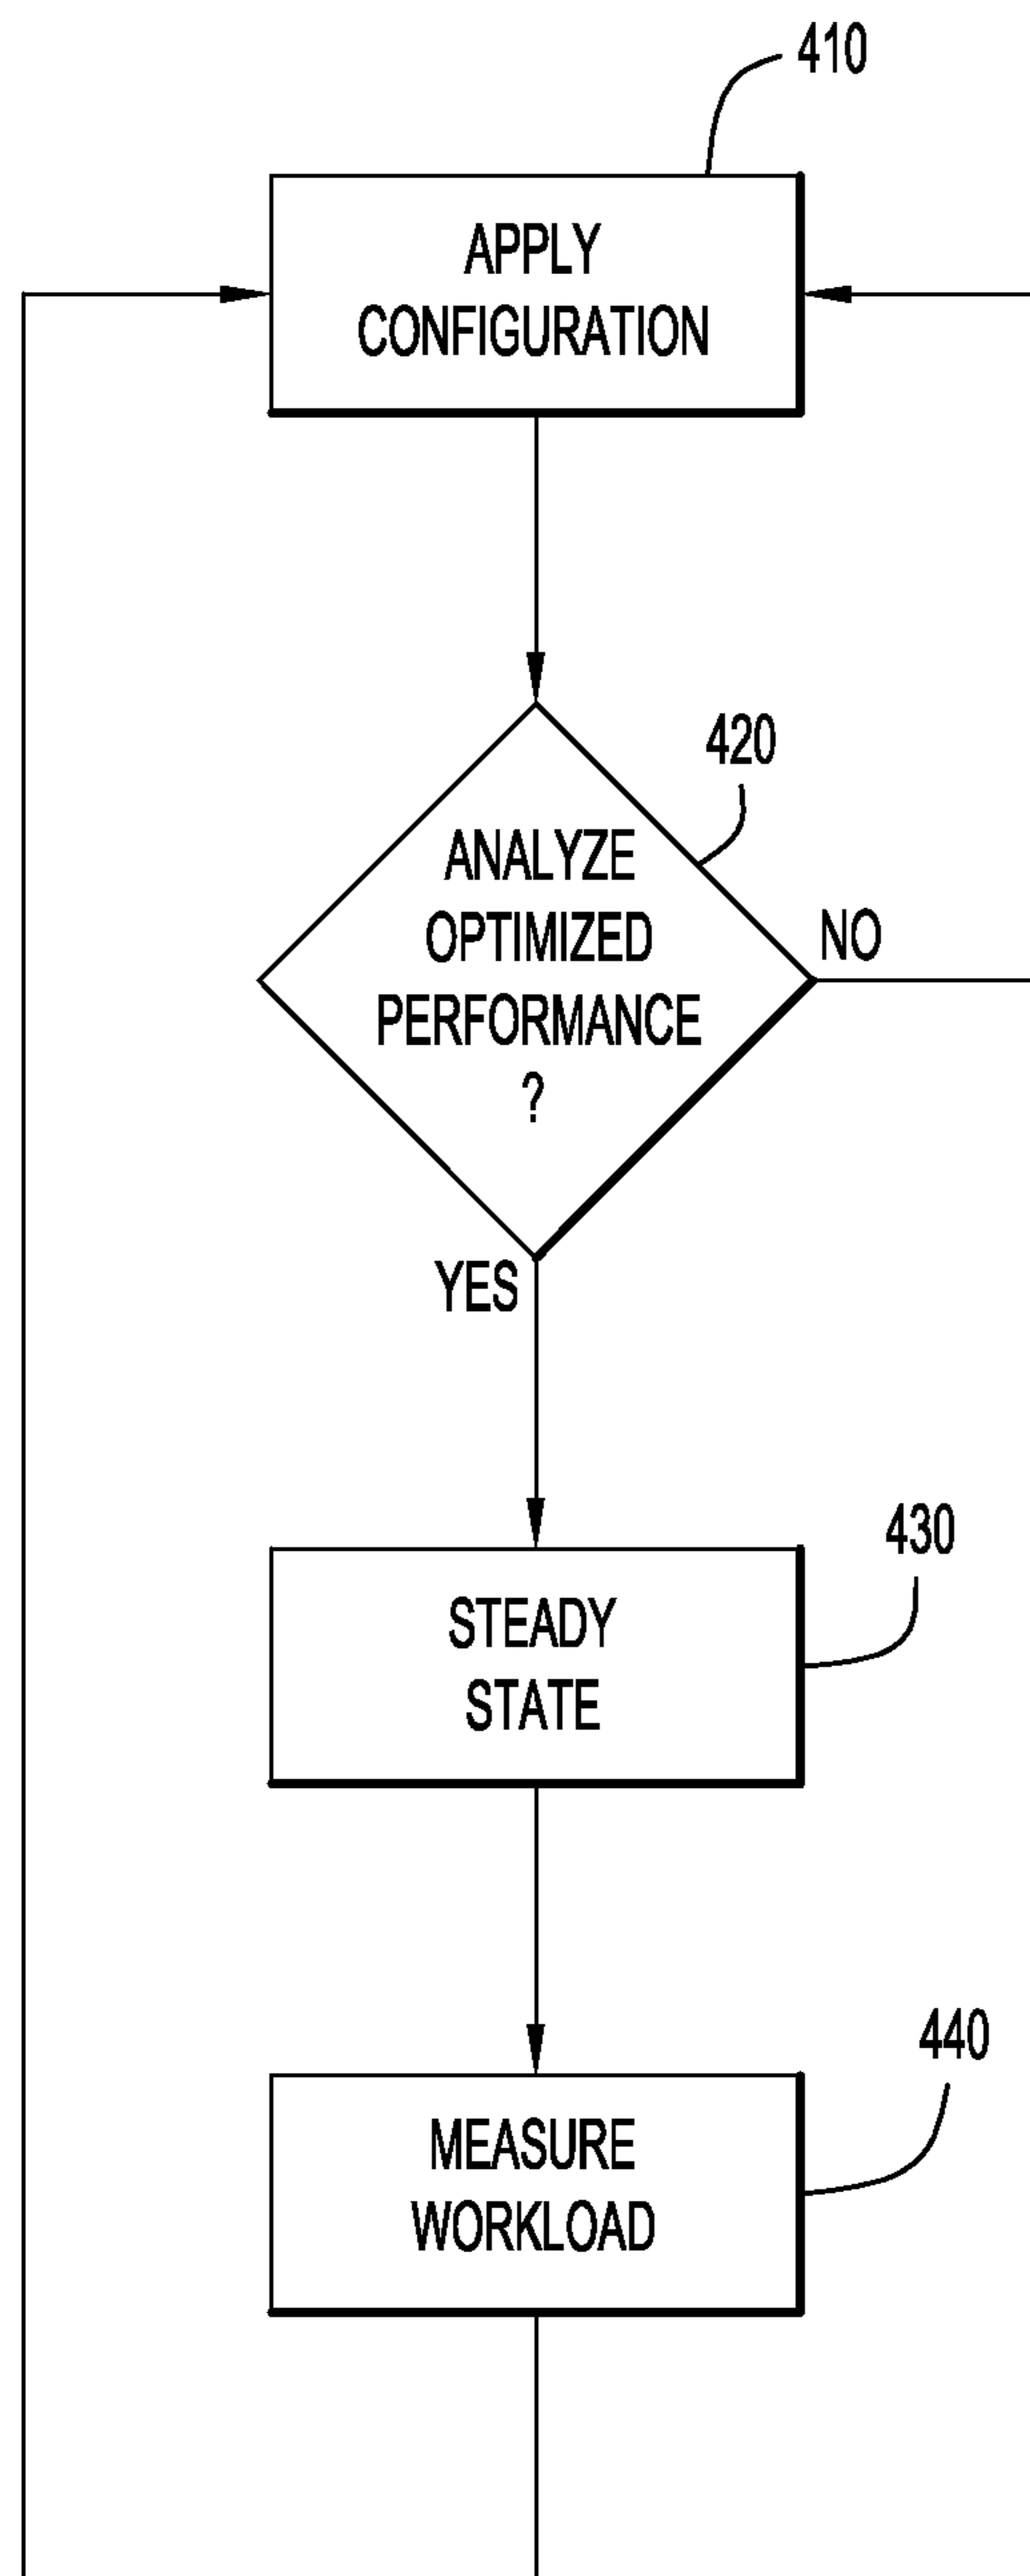 410
APPLY
CONFIGURATION
420
ANALYZE
OPTIMIZED
PERFORMANCE
?
NO
YES
430
STEADY
STATE
440
MEASURE
WORKLOAD